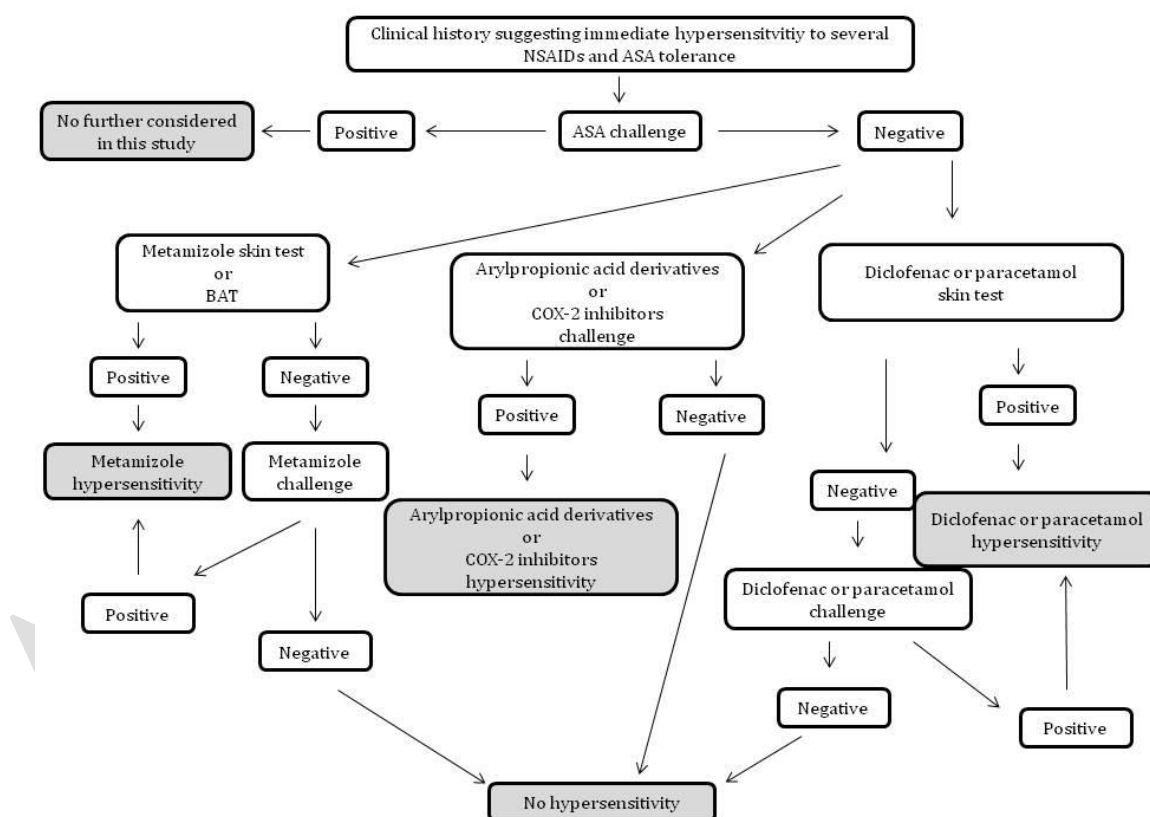 Clinical history suggesting immediate hypersensitvitiy to several
NSAIDs and ASA tolerance
No further considered
in this study
Positive
ASA challenge
Negative
Metamizole skin test
or
BAT
Arylpropionic acid derivatives
or
COX-2 inhibitors
challenge
Diclofenac or paracetamol
skin test
Positive
Negative
Positive
Negative
Positive
Metamizole
hypersensitivity
Metamizole
challenge
Arylpropionic acid derivatives
or
COX-2 inhibitors
hypersensitivity
Negative
Diclofenac or paracetamol
hypersensitivity
Positive
Negative
Diclofenac or paracetamol
challenge
Negative
Positive
No hypersensitivity